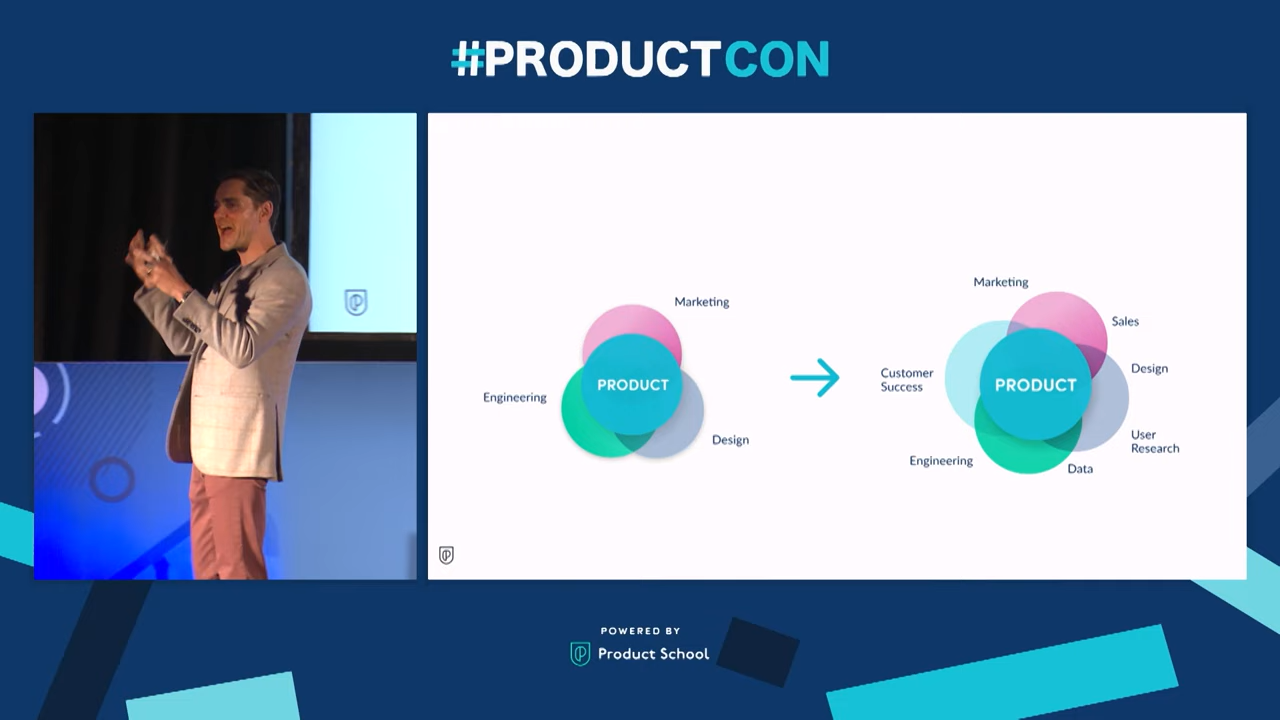 #PRODUCTCON
Marketing
PRODUCT
Engineering
Design
Marketing
Sales
Customer
Success
PRODUCT
Design
User
Research
Engineering
Data
POWERED BY
Product School